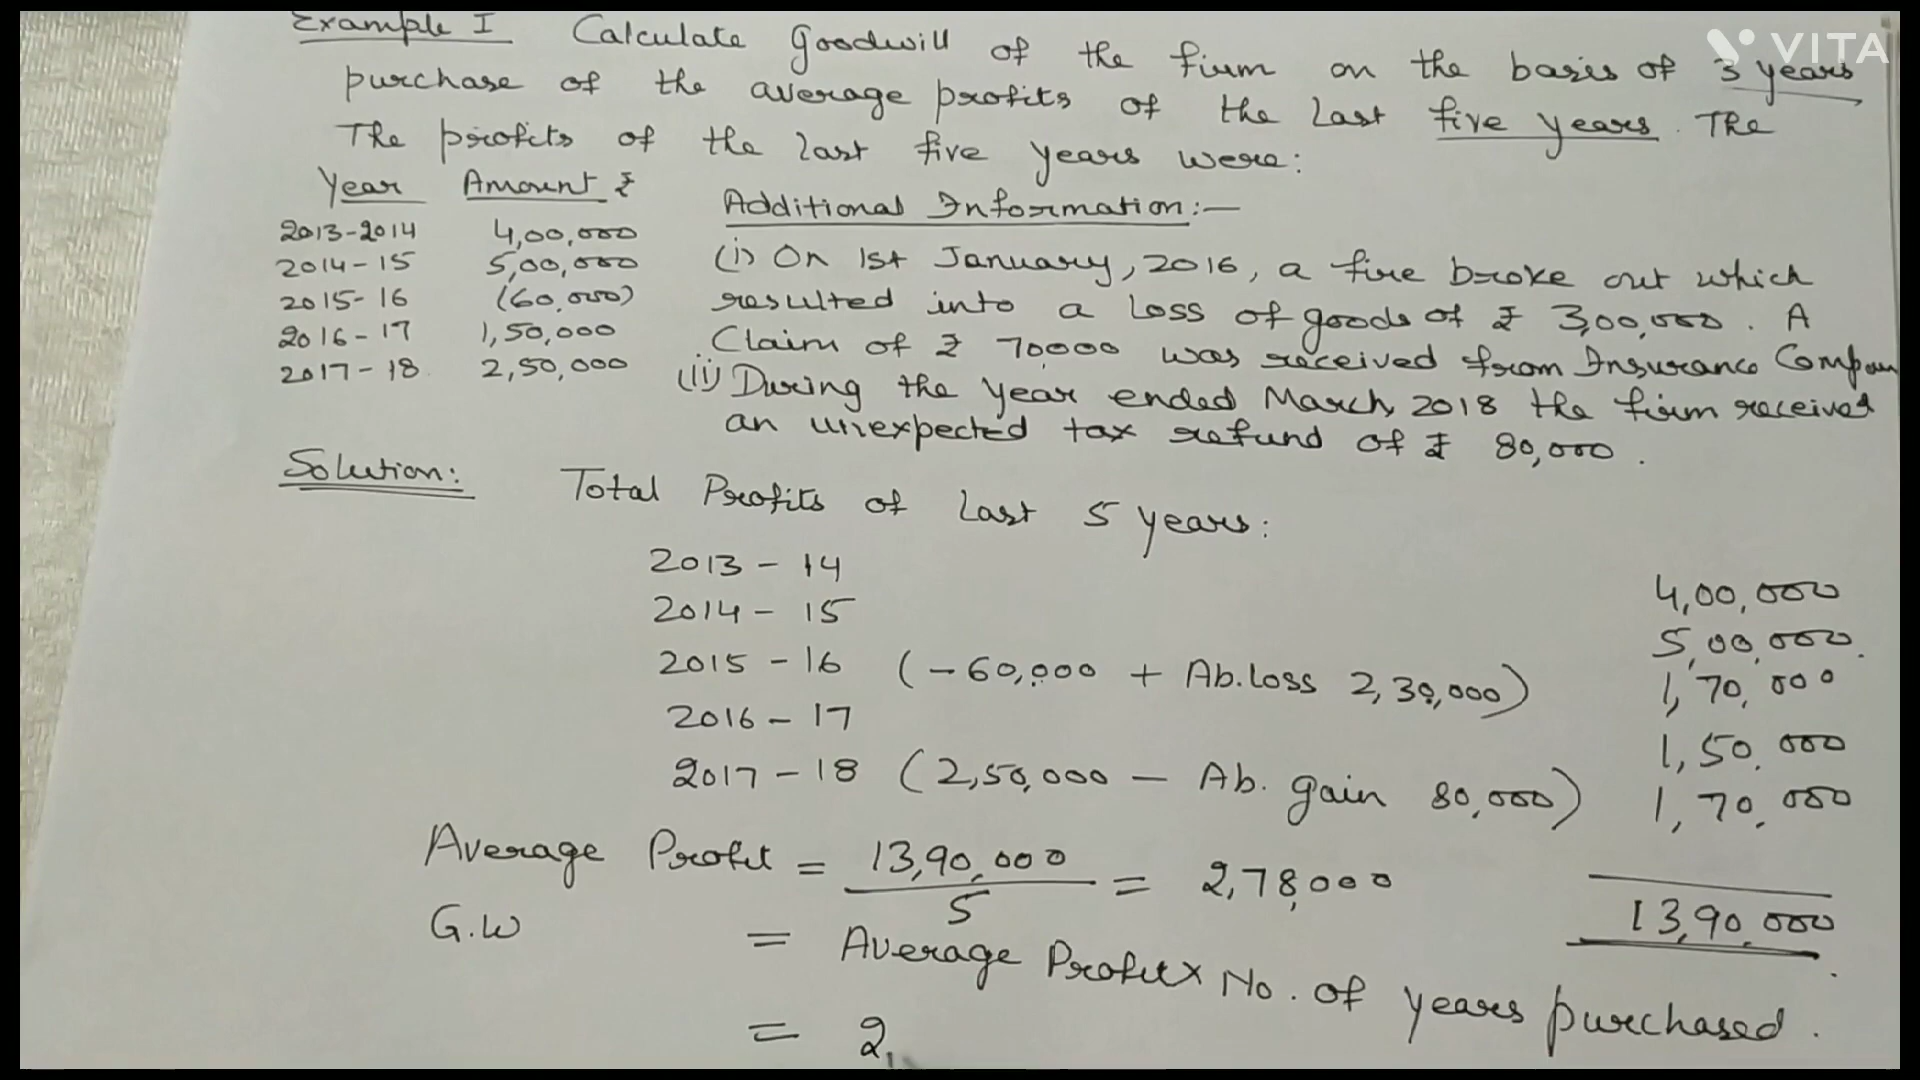 Example I Calculate Goodwill of the firm on the basis of 3 years
purchase of the average profits of the last five years. The
The profits of the last five years were:
Year Amount ₹
2013-2014 4,00,000
2014-15 5,00,000
2015-16 (60,000)
2016-17 1,50,000
2017-18 2,50,000
Additional Information:-
(i) On 1st January, 2016, a fire broke out which
resulted into a loss of goods of ₹ 3,00,000. A
Claim of ₹ 70000 was received from Insurance Compan
(ii) During the year ended March, 2018 the firm received
an unexpected tax refund of ₹ 80,000.
Solution:
Total Profits of Last 5 years:
2013-14 4,00,000
2014-15 5,00,000.
2015-16 (-60,000 + Ab.Loss 2,30,000) 1,70,000
2016-17 1,50,000
2017-18 (2,50,000 - Ab. gain 80,000) 1,70,000
13,90,000
Average Profit = 13,90,000 / 5 = 2,78,000
G.W = Average Profit x No. of years purchased.
= 2,
VITA